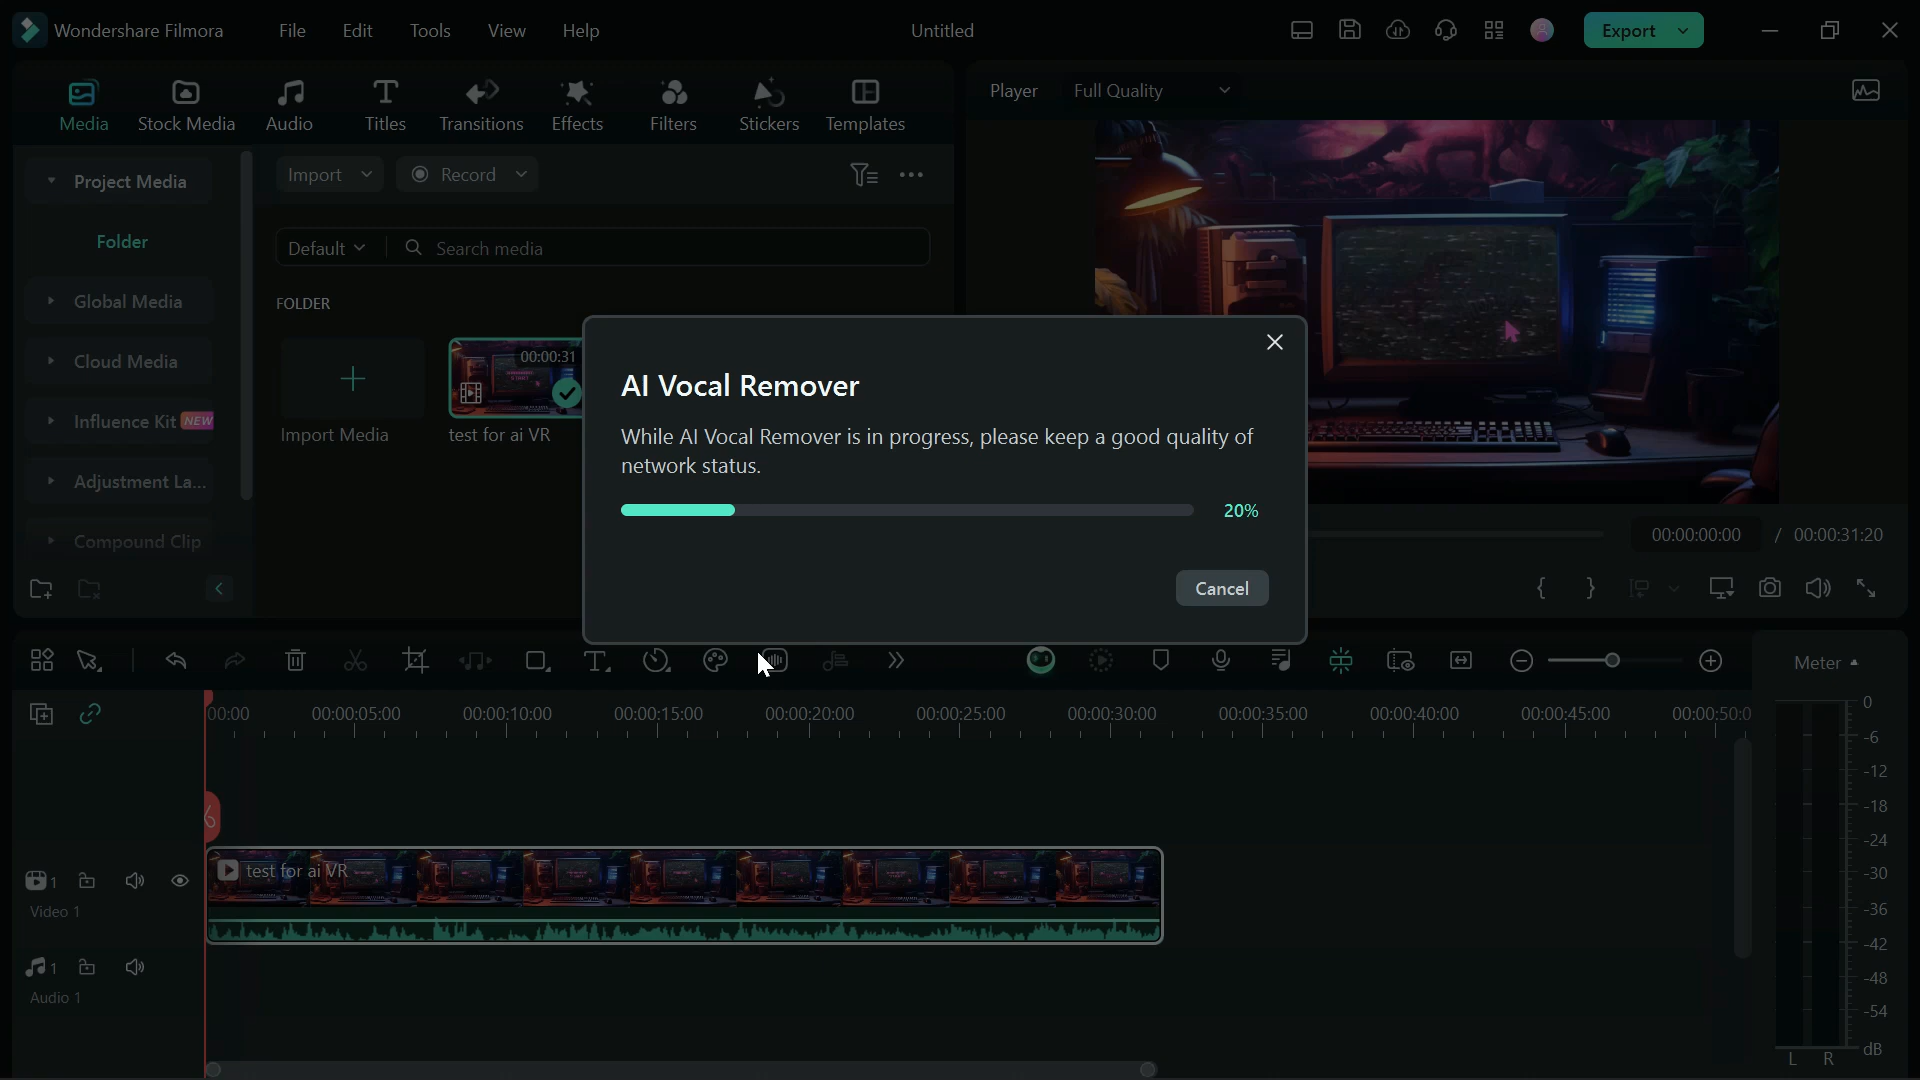 Wondershare Filmora
File
Edit
Tools
View
Help
Untitled
Export
Media
Stock Media
Audio
Titles
Transitions
Effects
Filters
Stickers
Templates
Player
Full Quality
Project Media
Folder
Global Media
Cloud Media
Influence Kit NEW
Adjustment La...
Compound Clip
Import
Record
Default
Search media
FOLDER
Import Media
00:00:31
test for ai VR
AI Vocal Remover
While AI Vocal Remover is in progress, please keep a good quality of
network status.
20%
Cancel
00:00:00:00 / 00:00:31:20
Meter
00:00
00:00:05:00
00:00:10:00
00:00:15:00
00:00:20:00
00:00:25:00
00:00:30:00
00:00:35:00
00:00:40:00
00:00:45:00
00:00:50:0
1
Video 1
test for ai VR
1
Audio 1
0
-6
-12
-18
-24
-30
-36
-42
-48
-54
dB
L R